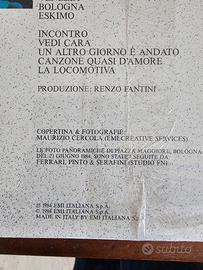 BOLOGNA
ESKIMO
INCONTRO
VEDI CARA
UN ALTRO GIORNO È ANDATO
CANZONE QUASI D'AMORE
LA LOCOMOTIVA
PRODUZIONE: RENZO FANTINI
COPERTINA & FOTOGRAFIE:
MAURIZIO CERCOLA (EMI CREATIVE SERVICES)
LE FOTO PANORAMICHE DI PIAZZA MAGGIORE, BOLOGNA
DEL 21 GIUGNO 1984, SONO STATE ESEGUITE DA
FERRARI, PINTO & SERAFINI (STUDIO FN)
℗ 1984 EMI ITALIANA S.p.A.
© 1984 EMI ITALIANA S.p.A.
MADE IN ITALY BY EMI ITALIANA S.p.A.
subito